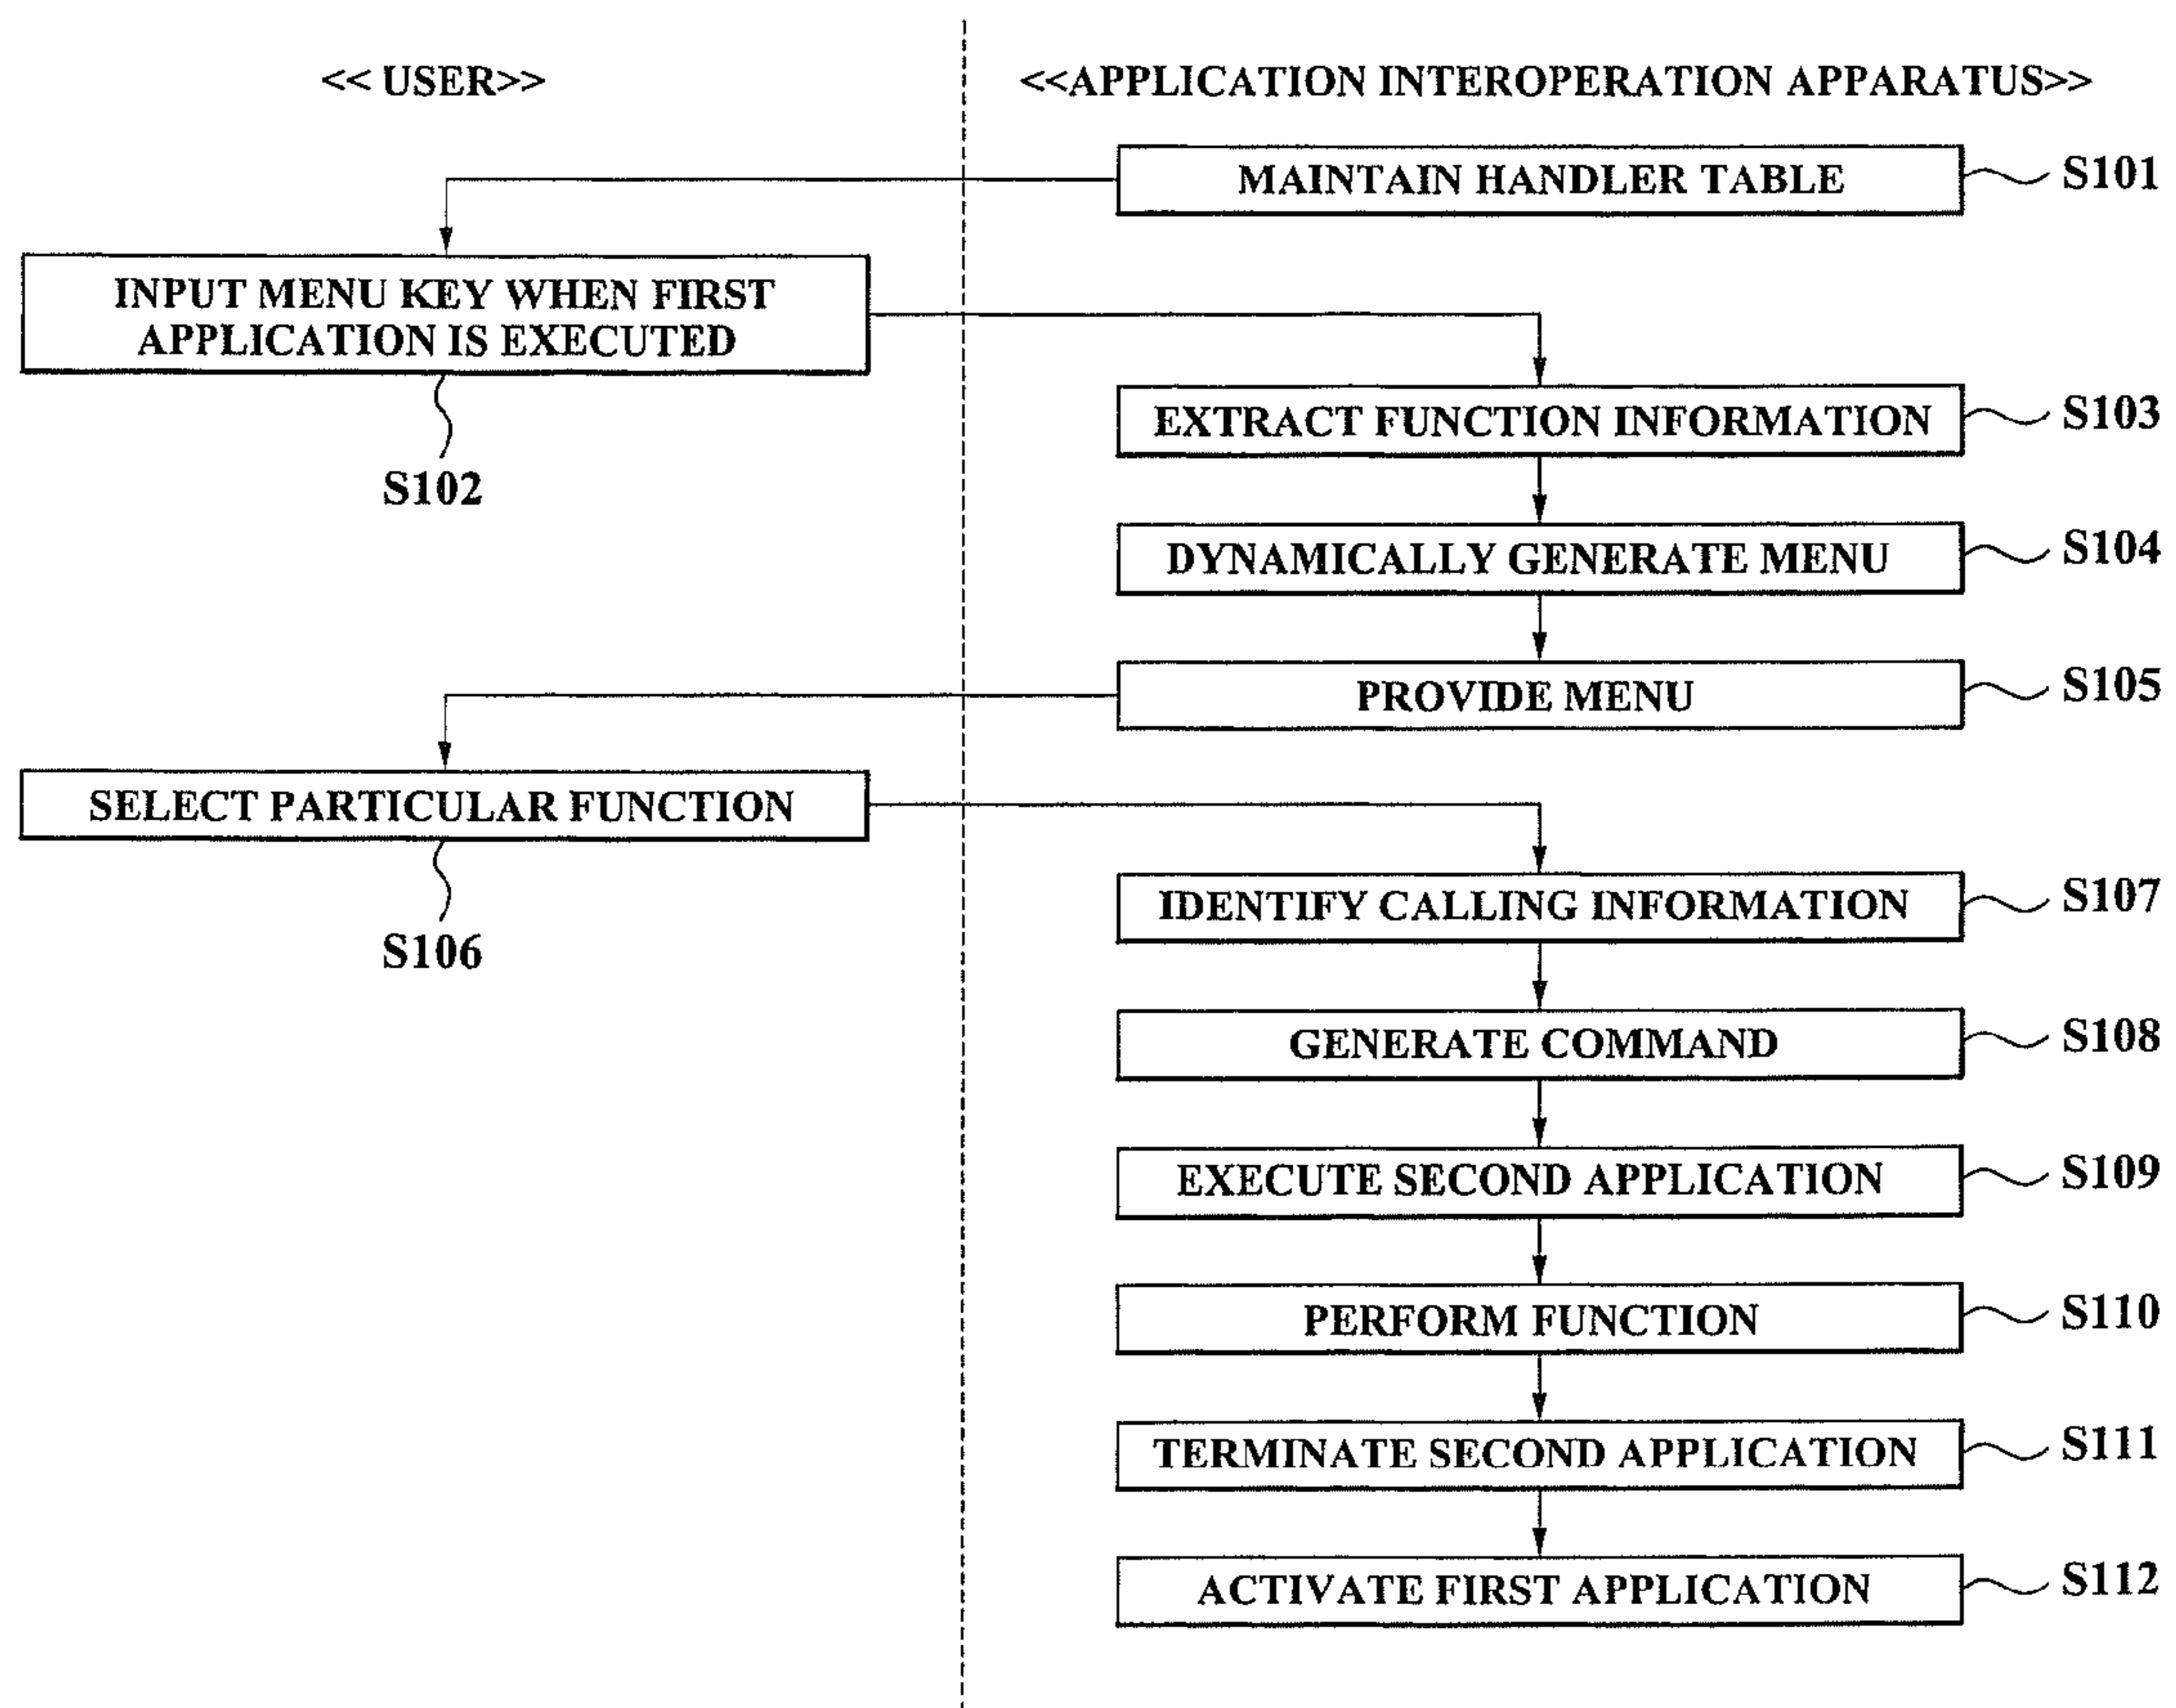 << USER>>
<<APPLICATION INTEROPERATION APPARATUS>>
MAINTAIN HANDLER TABLE
S101
INPUT MENU KEY WHEN FIRST
APPLICATION IS EXECUTED
S102
EXTRACT FUNCTION INFORMATION
S103
DYNAMICALLY GENERATE MENU
S104
PROVIDE MENU
S105
SELECT PARTICULAR FUNCTION
S106
IDENTIFY CALLING INFORMATION
S107
GENERATE COMMAND
S108
EXECUTE SECOND APPLICATION
S109
PERFORM FUNCTION
S110
TERMINATE SECOND APPLICATION
S111
ACTIVATE FIRST APPLICATION
S112